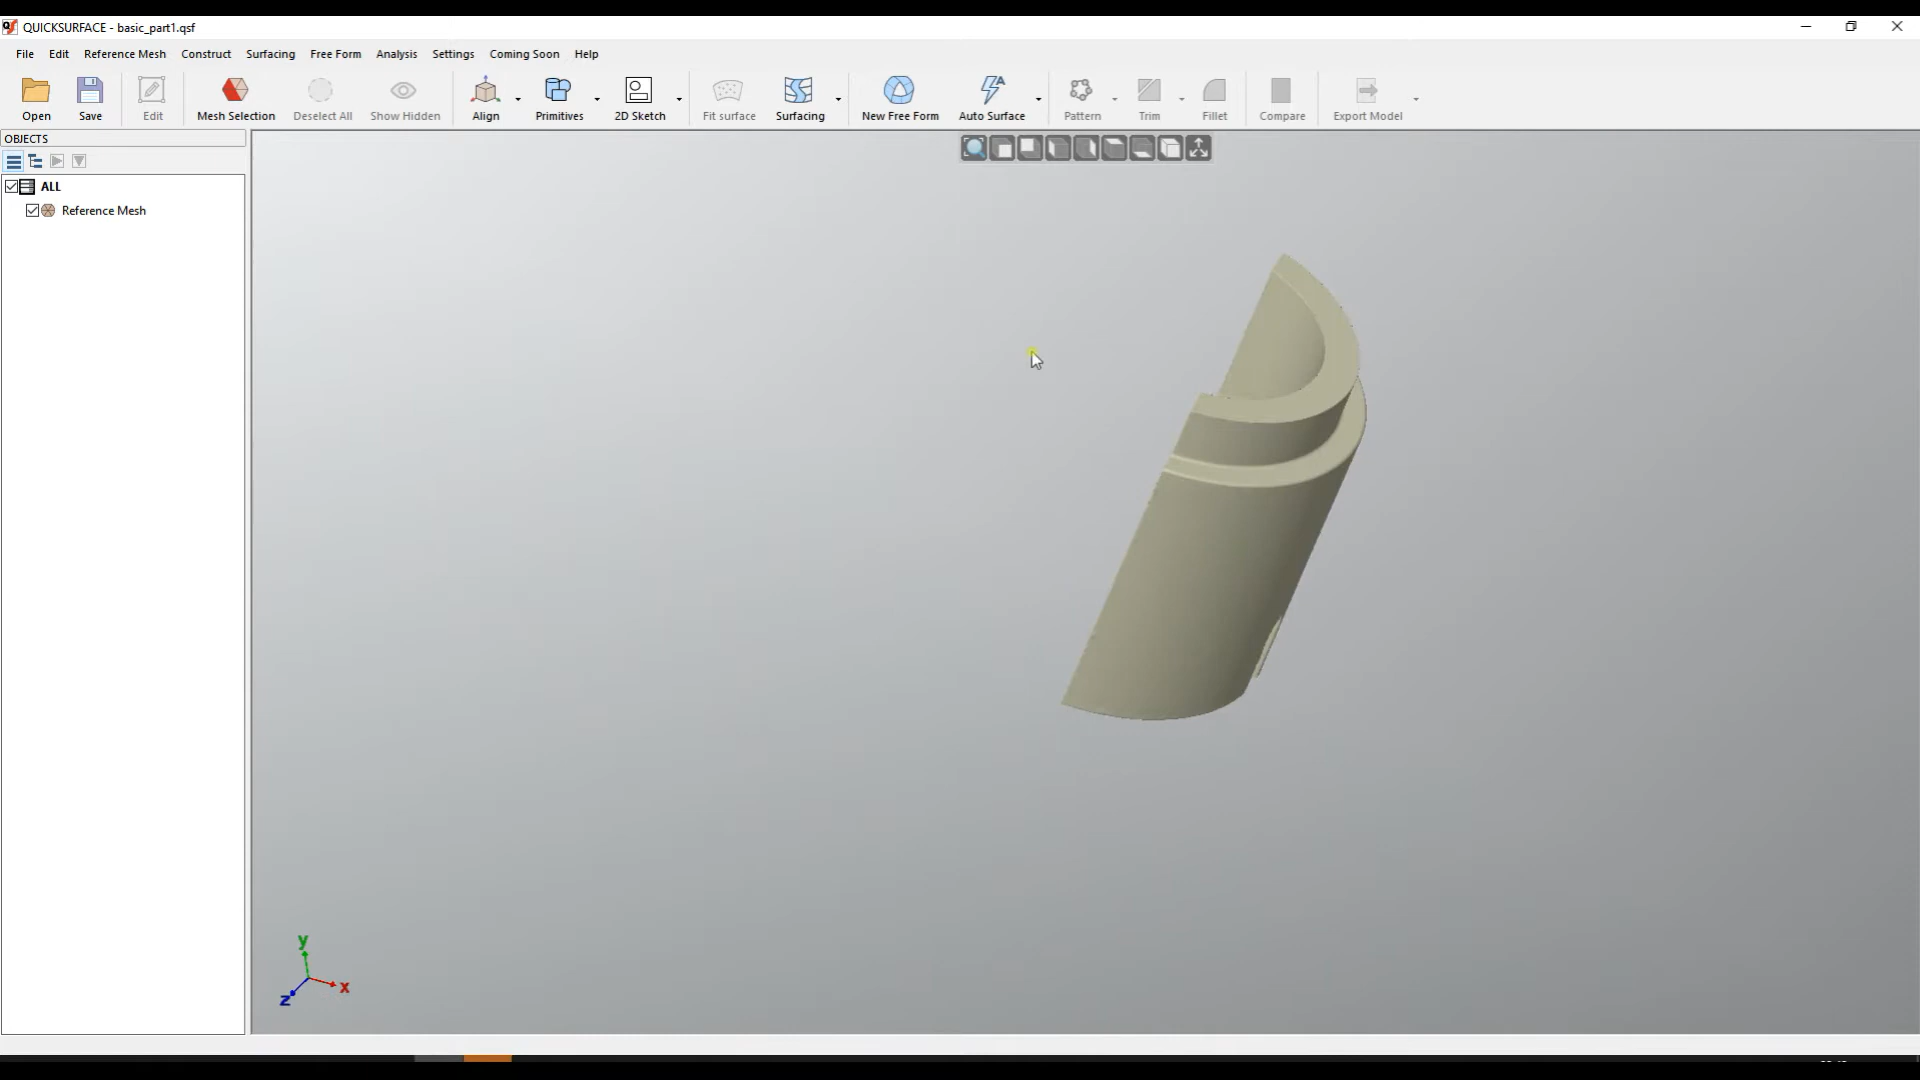 QUICKSURFACE - basic_part1.qsf
File Edit Reference Mesh Construct Surfacing Free Form Analysis Settings Coming Soon Help
Open Save Edit Mesh Selection Deselect All Show Hidden Align Primitives 2D Sketch Fit surface Surfacing New Free Form Auto Surface Pattern Trim Fillet Compare Export Model
OBJECTS
ALL
Reference Mesh
y
x
z